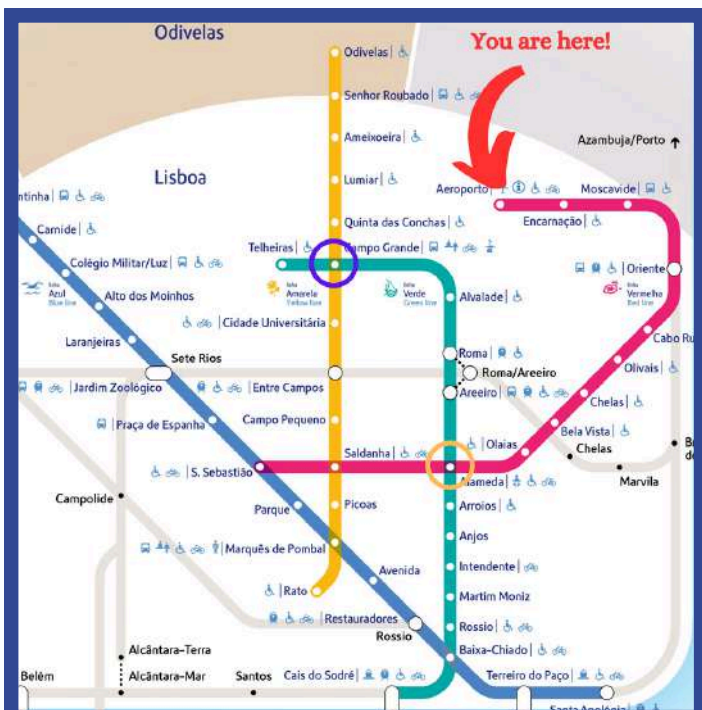 Odivelas
You are here!
Odivelas
Senhor Roubado
Ameixoeira
Azambuja/Porto
Lisboa
Lumiar
Aeroporto
Moscavide
Encarnação
Quinta das Conchas
Camide
Telheiras
Campo Grande
Colégio Militar/Luz
Oriente
linha
Azul
Blue line
linha
Amarela
Yellow line
linha
Verde
Green line
linha
Vermelha
Red line
Alto dos Moinhos
Alvalade
Cidade Universitária
Laranjeiras
Cabo Ru
Roma
Sete Rios
Roma/Areeiro
Olivais
Jardim Zoológico
Entre Campos
Areeiro
Chelas
Praça de Espanha
Campo Pequeno
Bela Vista
Olaias
Saldanha
Chelas
S. Sebastião
Alameda
Marvila
Campolide
Parque
Picoas
Arroios
Anjos
Marquês de Pombal
Avenida
Intendente
Rato
Martim Moniz
Restauradores
Rossio
Rossio
Alcântara-Terra
Baixa-Chiado
Belém
Alcântara-Mar
Santos
Cais do Sodré
Terreiro do Paço